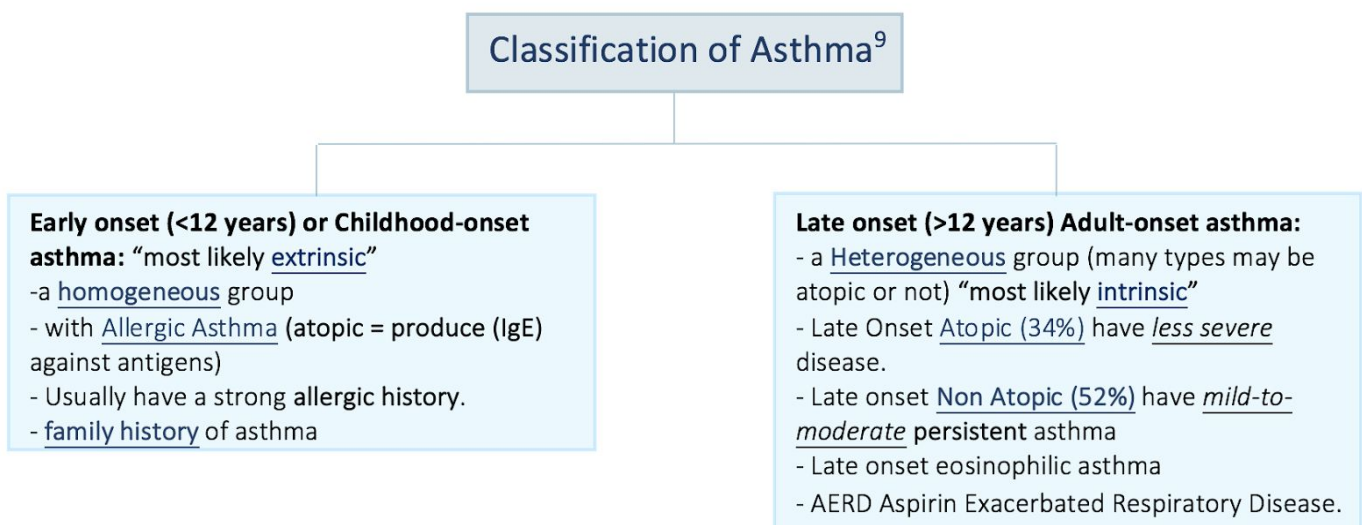 Classification of Asthma⁹
Early onset (<12 years) or Childhood-onset
asthma: “most likely extrinsic”
-a homogeneous group
- with Allergic Asthma (atopic = produce (IgE)
against antigens)
- Usually have a strong allergic history.
- family history of asthma
Late onset (>12 years) Adult-onset asthma:
- a Heterogeneous group (many types may be
atopic or not) “most likely intrinsic”
- Late Onset Atopic (34%) have less severe
disease.
- Late onset Non Atopic (52%) have mild-to-
moderate persistent asthma
- Late onset eosinophilic asthma
- AERD Aspirin Exacerbated Respiratory Disease.